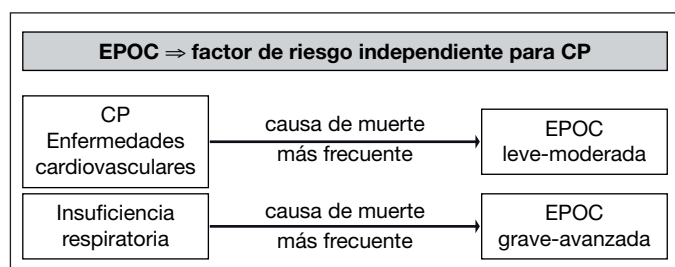 EPOC ⇒ factor de riesgo independiente para CP
CP
Enfermedades
cardiovasculares
causa de muerte
más frecuente
EPOC
leve-moderada
Insuficiencia
respiratoria
causa de muerte
más frecuente
EPOC
grave-avanzada